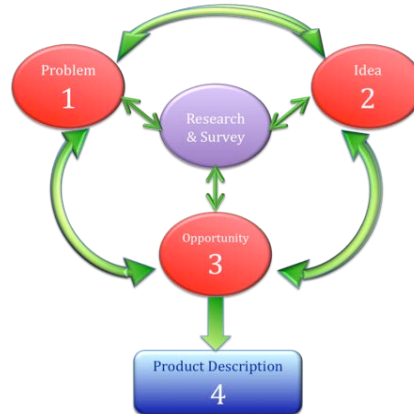 Problem
1
Idea
2
Research
& Survey
Opportunity
3
Product Description
4